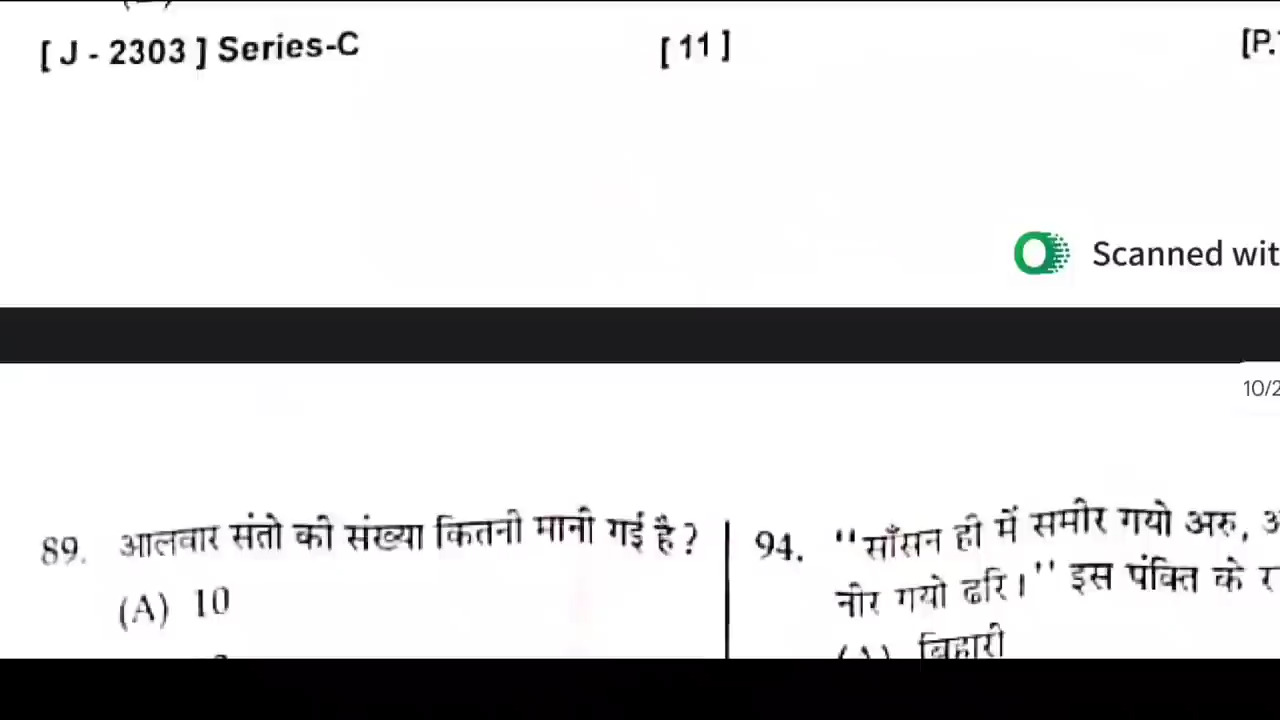 [ J - 2303 ] Series-C
[ 11 ]
[P.
Scanned wit
10/2
89. आलवार संतो की संख्या कितनी मानी गई है?
(A) 10
94. "साँसन ही में समीर गयो अरु,
नीर गयो ढरि।" इस पंक्ति के
(A) बिहारी